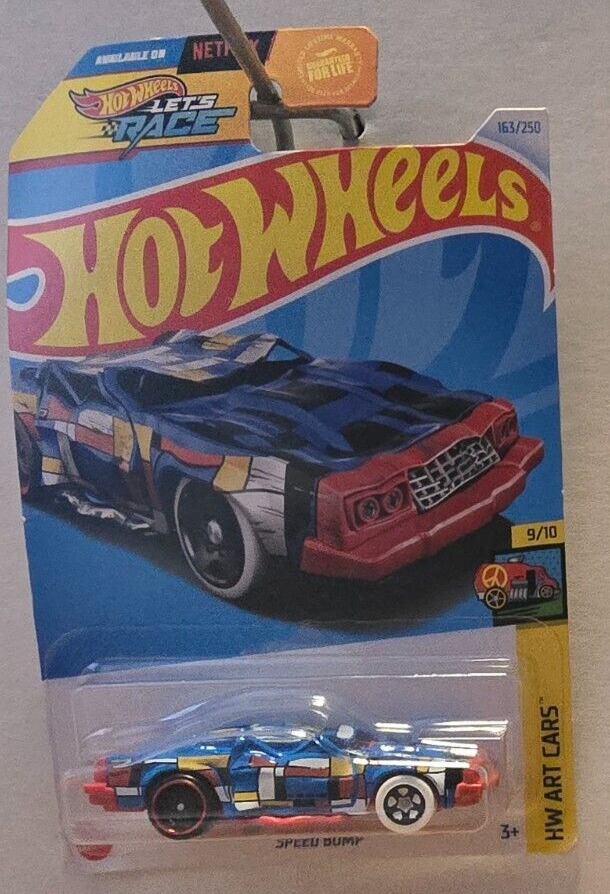 AVAILABLE ON NETFLIX
GUARANTEED
FOR LIFE
HOT WHEELS
LET'S
RACE
163/250
HOT WHEELS®
9/10
HW ART CARS™
3+
SPEED BUMP